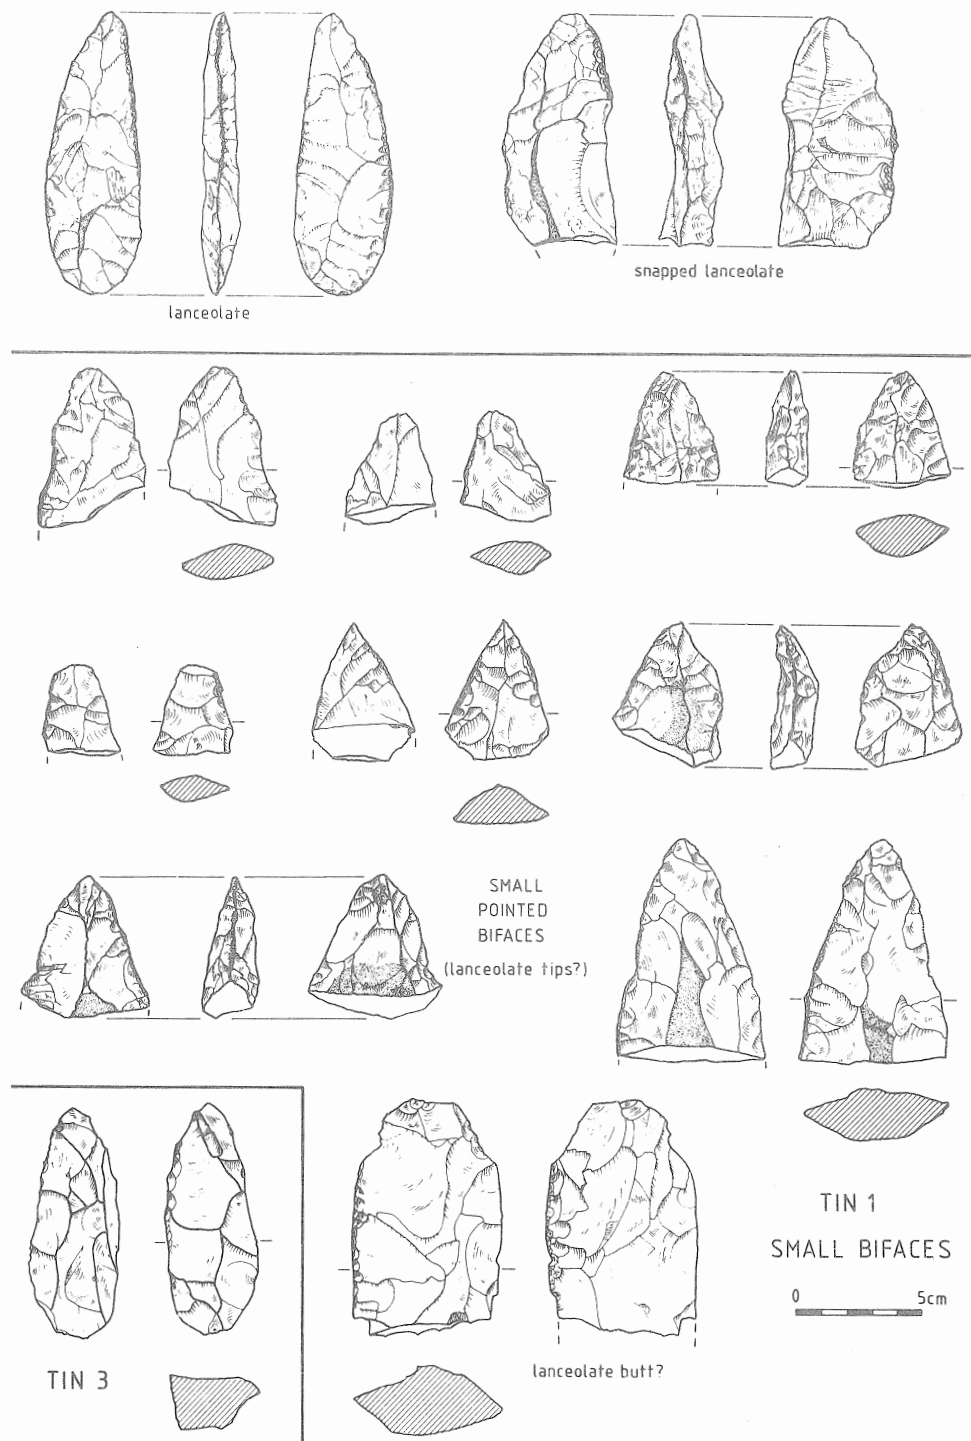 lanceolate
snapped lanceolate
SMALL
POINTED
BIFACES
(lanceolate tips?)
TIN 1
SMALL BIFACES
0 5cm
TIN 3
lanceolate butt?